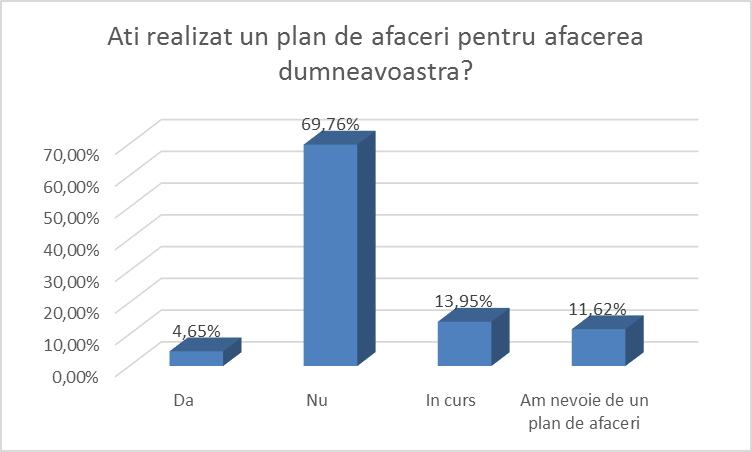 Ati realizat un plan de afaceri pentru afacerea
dumneavoastra?
69,76%
70,00%
60,00%
50,00%
40,00%
30,00%
20,00%
10,00%
0,00%
4,65%
13,95%
11,62%
Da
Nu
In curs
Am nevoie de un
plan de afaceri